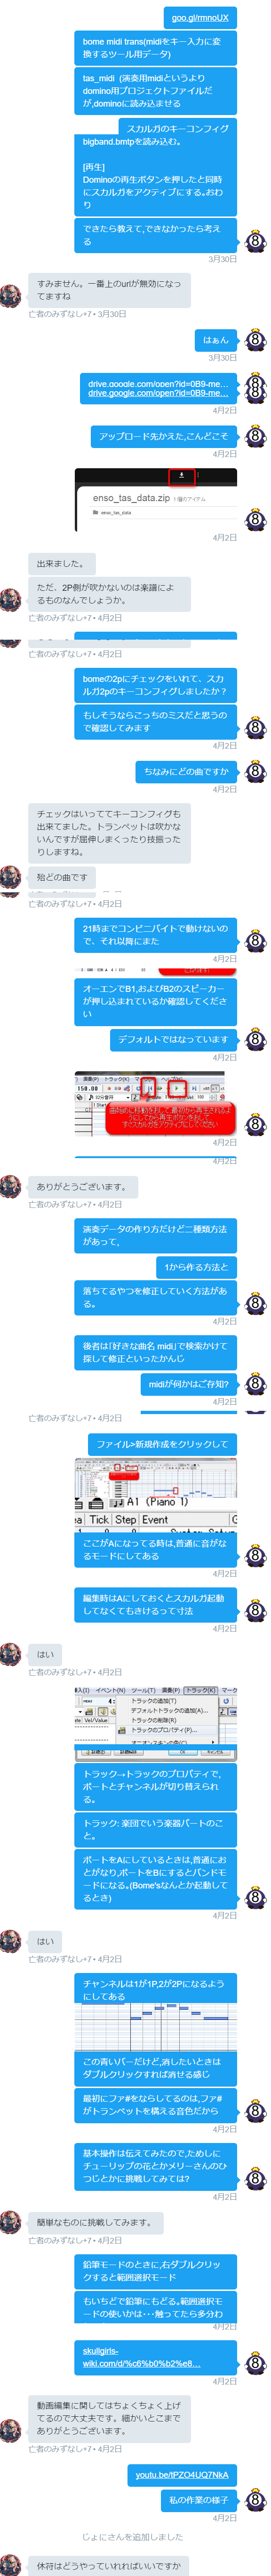 goo.gl/rmnoUX
bome midi trans(midiをキー入力に変
換するツール用データ)
tas_midi (演奏用midiというより
domino用プロジェクトファイルだ
が,dominoに読み込ませる
スカルガのキーコンフィグ
bigband.bmtpを読み込む。
[再生]
Dominoの再生ボタンを押したと同時
にスカルガをアクティブにする。おわ
り
できたら教えて,できなかったら考え
る
3月30日
すみません。一番上のurlが無効になっ
てますね
亡者のみずなし+7 • 3月30日
はぁん
3月30日
drive.google.com/open?id=0B9-me…
drive.google.com/open?id=0B9-me…
4月2日
アップロード先かえた,こんどこそ
4月2日
enso_tas_data.zip
enso_tas_data
4月2日
出来ました。
ただ、2P側が吹かないのは楽譜によ
るものなんでしょうか。
亡者のみずなし+7 • 4月2日
亡者のみずなし+7 • 4月2日
bomeの2pにチェックをいれて、スカ
ルガ2pのキーコンフィグしましたか？
もしそうならこっちのミスだと思うの
で確認してみます
4月2日
ちなみにどの曲ですか
4月2日
チェックはいっててキーコンフィグも
出来てました。トランペットは吹かな
いんですが屈伸しまくったり技振った
りしますね。
殆どの曲です
亡者のみずなし+7 • 4月2日
21時までコンビニバイトで動けないの
で、それ以降にまた
4月2日
オーエンでB1,およびB2のスピーカー
が押し込まれているか確認してくださ
い
デフォルトではなっています
4月2日
演奏(P) トラック(K)
4月2日
4月2日
ありがとうございます。
亡者のみずなし+7 • 4月2日
演奏データの作り方だけど二種類方法
があって,
1から作る方法と
落ちてるやつを修正していく方法があ
る。
4月2日
後者は「好きな曲名 midi」で検索かけて
探して修正といったかんじ
midiが何かはご存知?
4月2日
亡者のみずなし+7 • 4月2日
ファイル>新規作成をクリックして
A1 (Piano 1)
Tick Step Event
ここがAになってる時は,普通に音がな
るモードにしてある
4月2日
編集時はAにしておくとスカルガ起動
してなくてもきけるって寸法
4月2日
はい
亡者のみずなし+7 • 4月2日
挿入(I) イベント(N) ツール(T) 演奏(P) トラック(K) マーク
トラックの追加(T)
デフォルトトラックの追加(A)...
トラックの削除(R)
トラックのプロパティ(P)...
トラック→トラックのプロパティで,
ポートとチャンネルが切り替えられ
る。
トラック: 楽団でいう楽器パートのこ
と。
ポートをAにしているときは,普通にお
とがなり,ポートをBにするとバンドモ
ードになる。(Bome'sなんとか起動して
るとき)
4月2日
はい
亡者のみずなし+7 • 4月2日
チャンネルは1が1P,2が2Pになるよう
にしてある
この青いバーだけど,消したいときは
ダブルクリックすれば消せる感じ
最初にファ#をならしてるのは,ファ#
がトランペットを構える音色だから
4月2日
基本操作は伝えてみたので,ためしに
チューリップの花とかメリーさんのひ
つじとかに挑戦してみては?
4月2日
簡単なものに挑戦してみます。
亡者のみずなし+7 • 4月2日
鉛筆モードのときに,右ダブルクリッ
クすると範囲選択モード
もいちどで鉛筆にもどる。範囲選択モ
ードの使いかは・・・触ってたら多分わ
4月2日
skullgirls-
wiki.com/d/%c6%b0%b2%e8…
4月2日
動画編集に関してはちょくちょく上げ
てるので大丈夫です。細かいとこまで
ありがとうございます。
亡者のみずなし+7 • 4月2日
youtu.be/tPZO4UQ7NkA
私の作業の様子
4月2日
じょにさんを追加しました
休符はどうやっていれればいいですか